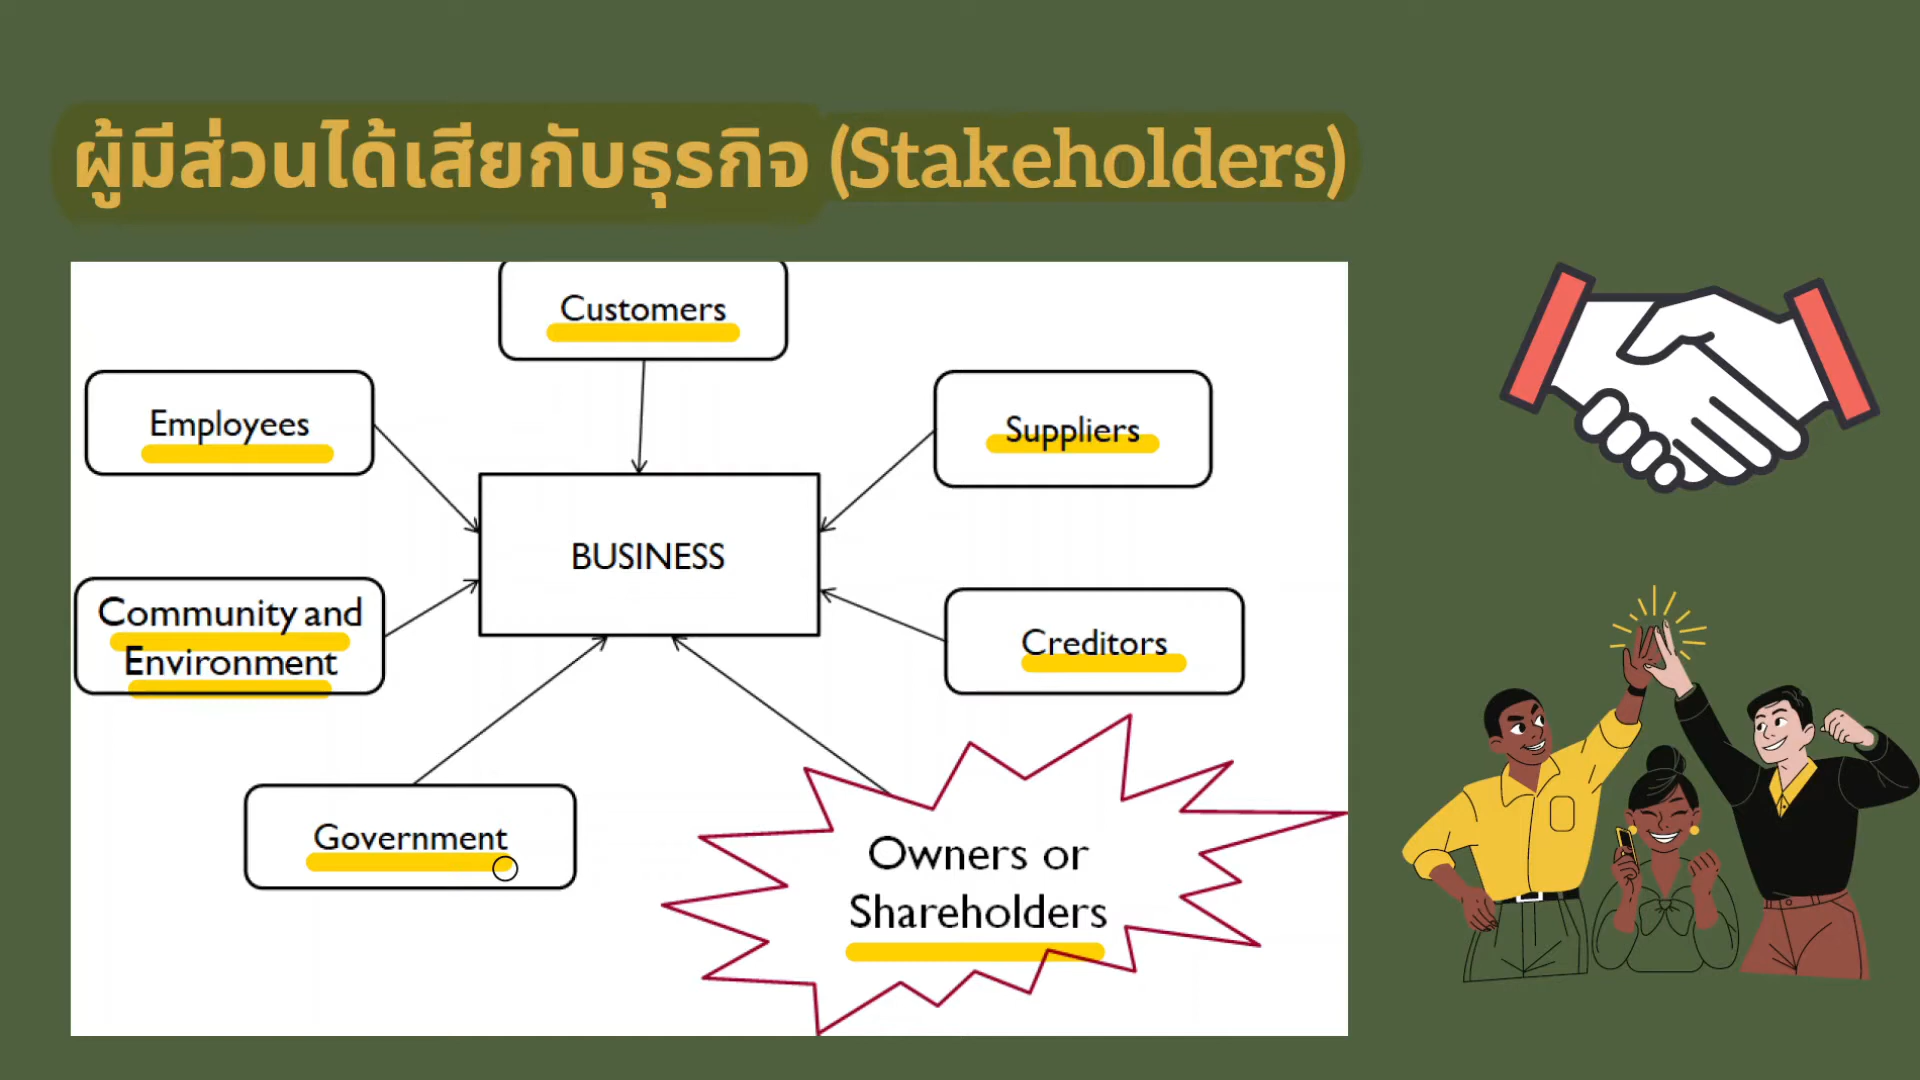 ผู้มีส่วนได้เสียกับธุรกิจ (Stakeholders)
Customers
Employees
Suppliers
BUSINESS
Community and
Environment
Creditors
Government
Owners or
Shareholders